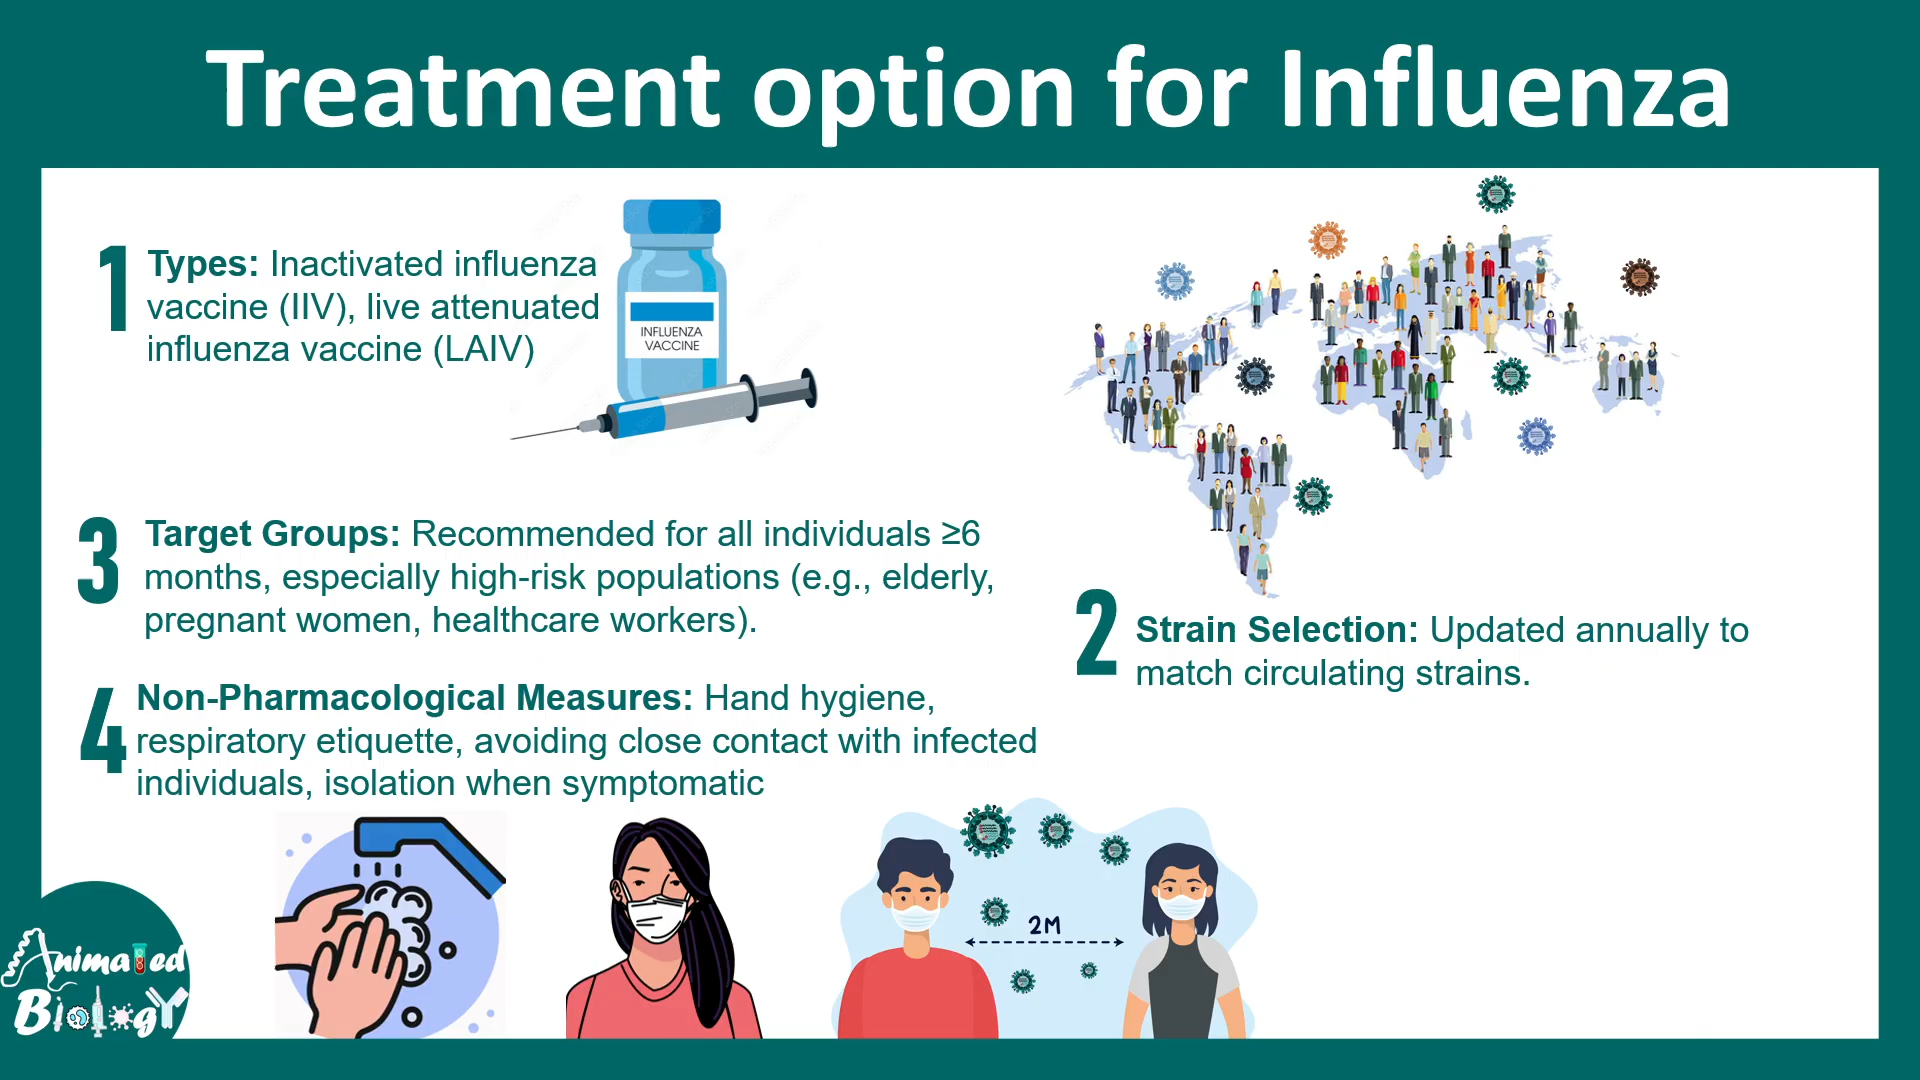 Treatment option for Influenza
1
Types: Inactivated influenza
vaccine (IIV), live attenuated
influenza vaccine (LAIV)
INFLUENZA
VACCINE
2
Strain Selection: Updated annually to
match circulating strains.
3
Target Groups: Recommended for all individuals ≥6
months, especially high-risk populations (e.g., elderly,
pregnant women, healthcare workers).
4
Non-Pharmacological Measures: Hand hygiene,
respiratory etiquette, avoiding close contact with infected
individuals, isolation when symptomatic
2M
Animated
Biology